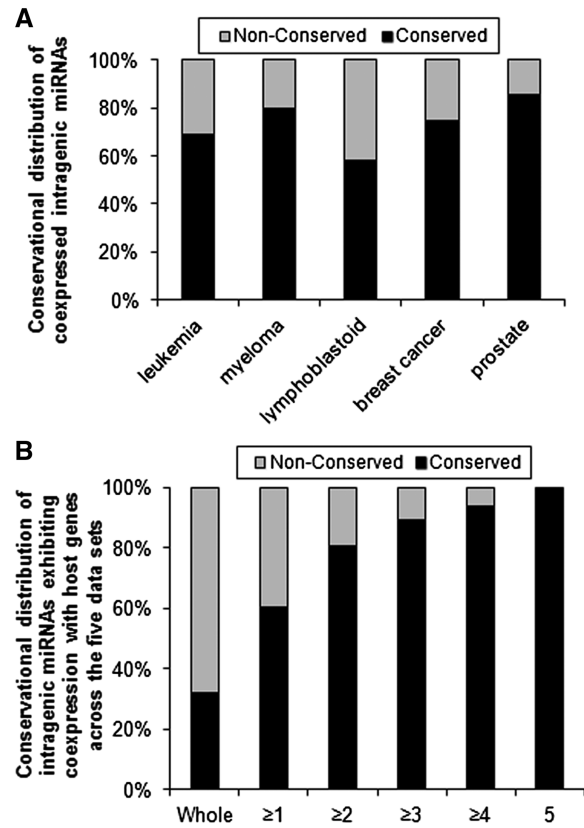 A
Non-Conserved Conserved
Conservational distribution of
coexpressed intragenic miRNAs
100%
80%
60%
40%
20%
0%
leukemia
myeloma
lymphoblastoid
breast cancer
prostate
B
Non-Conserved Conserved
Conservational distribution of
intragenic miRNAs exhibiting
coexpression with host genes
across the five data sets
100%
80%
60%
40%
20%
0%
Whole ≥1 ≥2 ≥3 ≥4 5